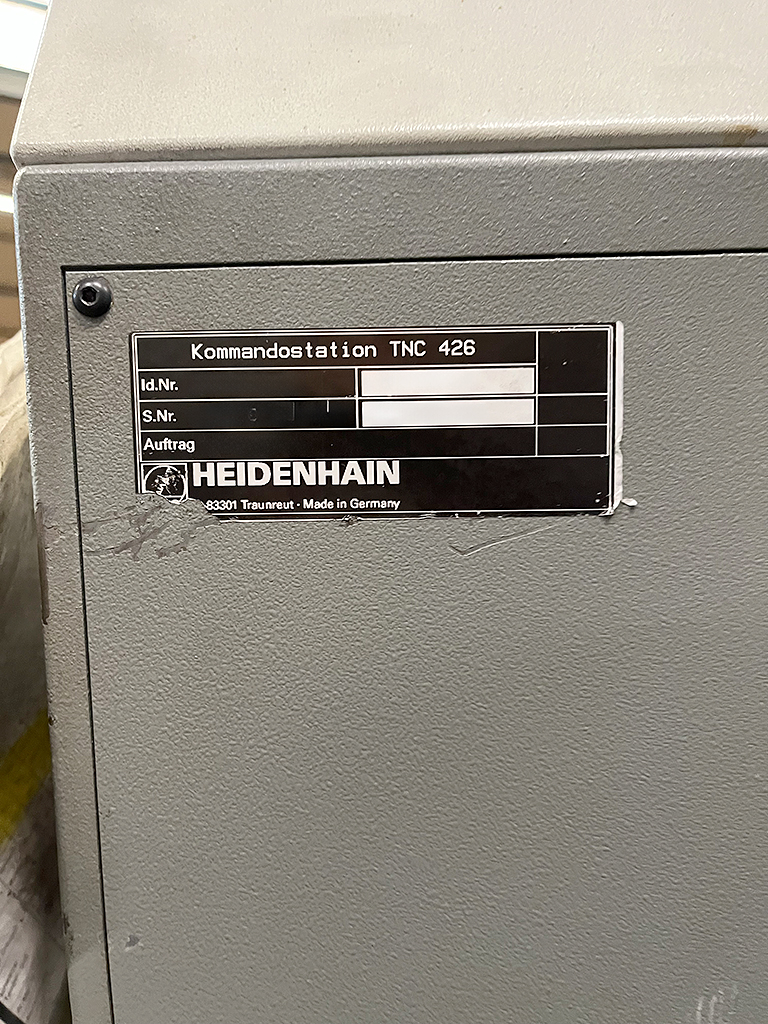 Kommandostation TNC 426
Id.Nr.
S.Nr.
Auftrag
HEIDENHAIN
83301 Traunreut · Made in Germany